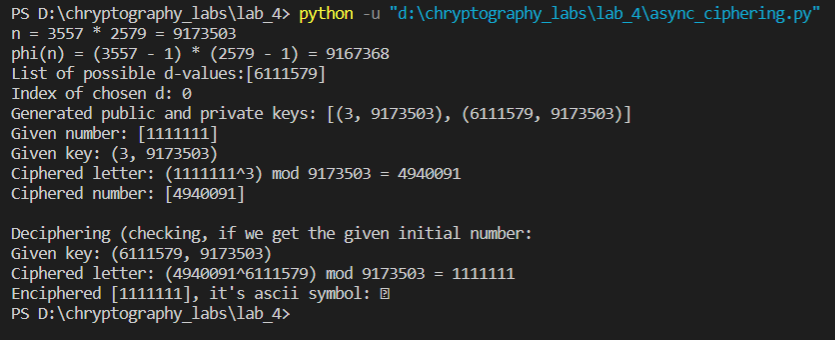 PS D:\chryptography_labs\lab_4> python -u "d:\chryptography_labs\lab_4\async_ciphering.py"
n = 3557 * 2579 = 9173503
phi(n) = (3557 - 1) * (2579 - 1) = 9167368
List of possible d-values:[6111579]
Index of chosen d: 0
Generated public and private keys: [(3, 9173503), (6111579, 9173503)]
Given number: [1111111]
Given key: (3, 9173503)
Ciphered letter: (1111111^3) mod 9173503 = 4940091
Ciphered number: [4940091]
Deciphering (checking, if we get the given initial number:
Given key: (6111579, 9173503)
Ciphered letter: (4940091^6111579) mod 9173503 = 1111111
Enciphered [1111111], it's ascii symbol: 
PS D:\chryptography_labs\lab_4>